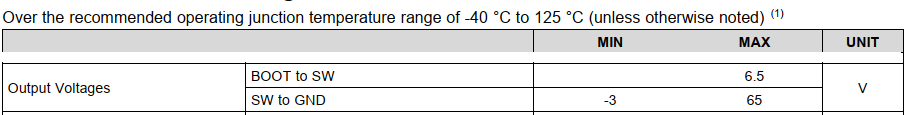 Over the recommended operating junction temperature range of -40 °C to 125 °C (unless otherwise noted) (1)
MIN MAX UNIT
Output Voltages BOOT to SW 6.5 V
SW to GND -3 65